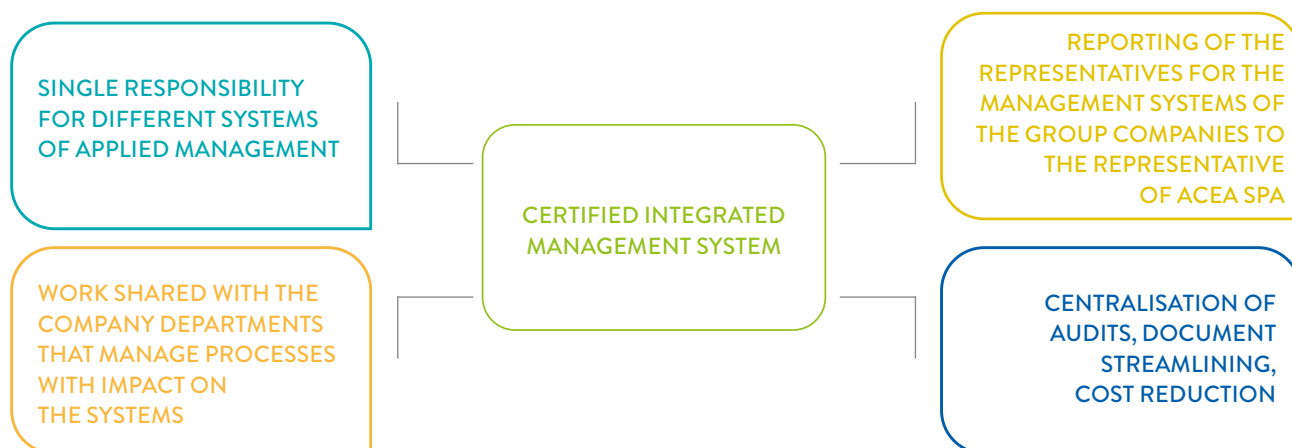 SINGLE RESPONSIBILITY
FOR DIFFERENT SYSTEMS
OF APPLIED MANAGEMENT
REPORTING OF THE
REPRESENTATIVES FOR THE
MANAGEMENT SYSTEMS OF
THE GROUP COMPANIES TO
THE REPRESENTATIVE
OF ACEA SPA
CERTIFIED INTEGRATED
MANAGEMENT SYSTEM
WORK SHARED WITH THE
COMPANY DEPARTMENTS
THAT MANAGE PROCESSES
WITH IMPACT ON
THE SYSTEMS
CENTRALISATION OF
AUDITS, DOCUMENT
STREAMLINING,
COST REDUCTION